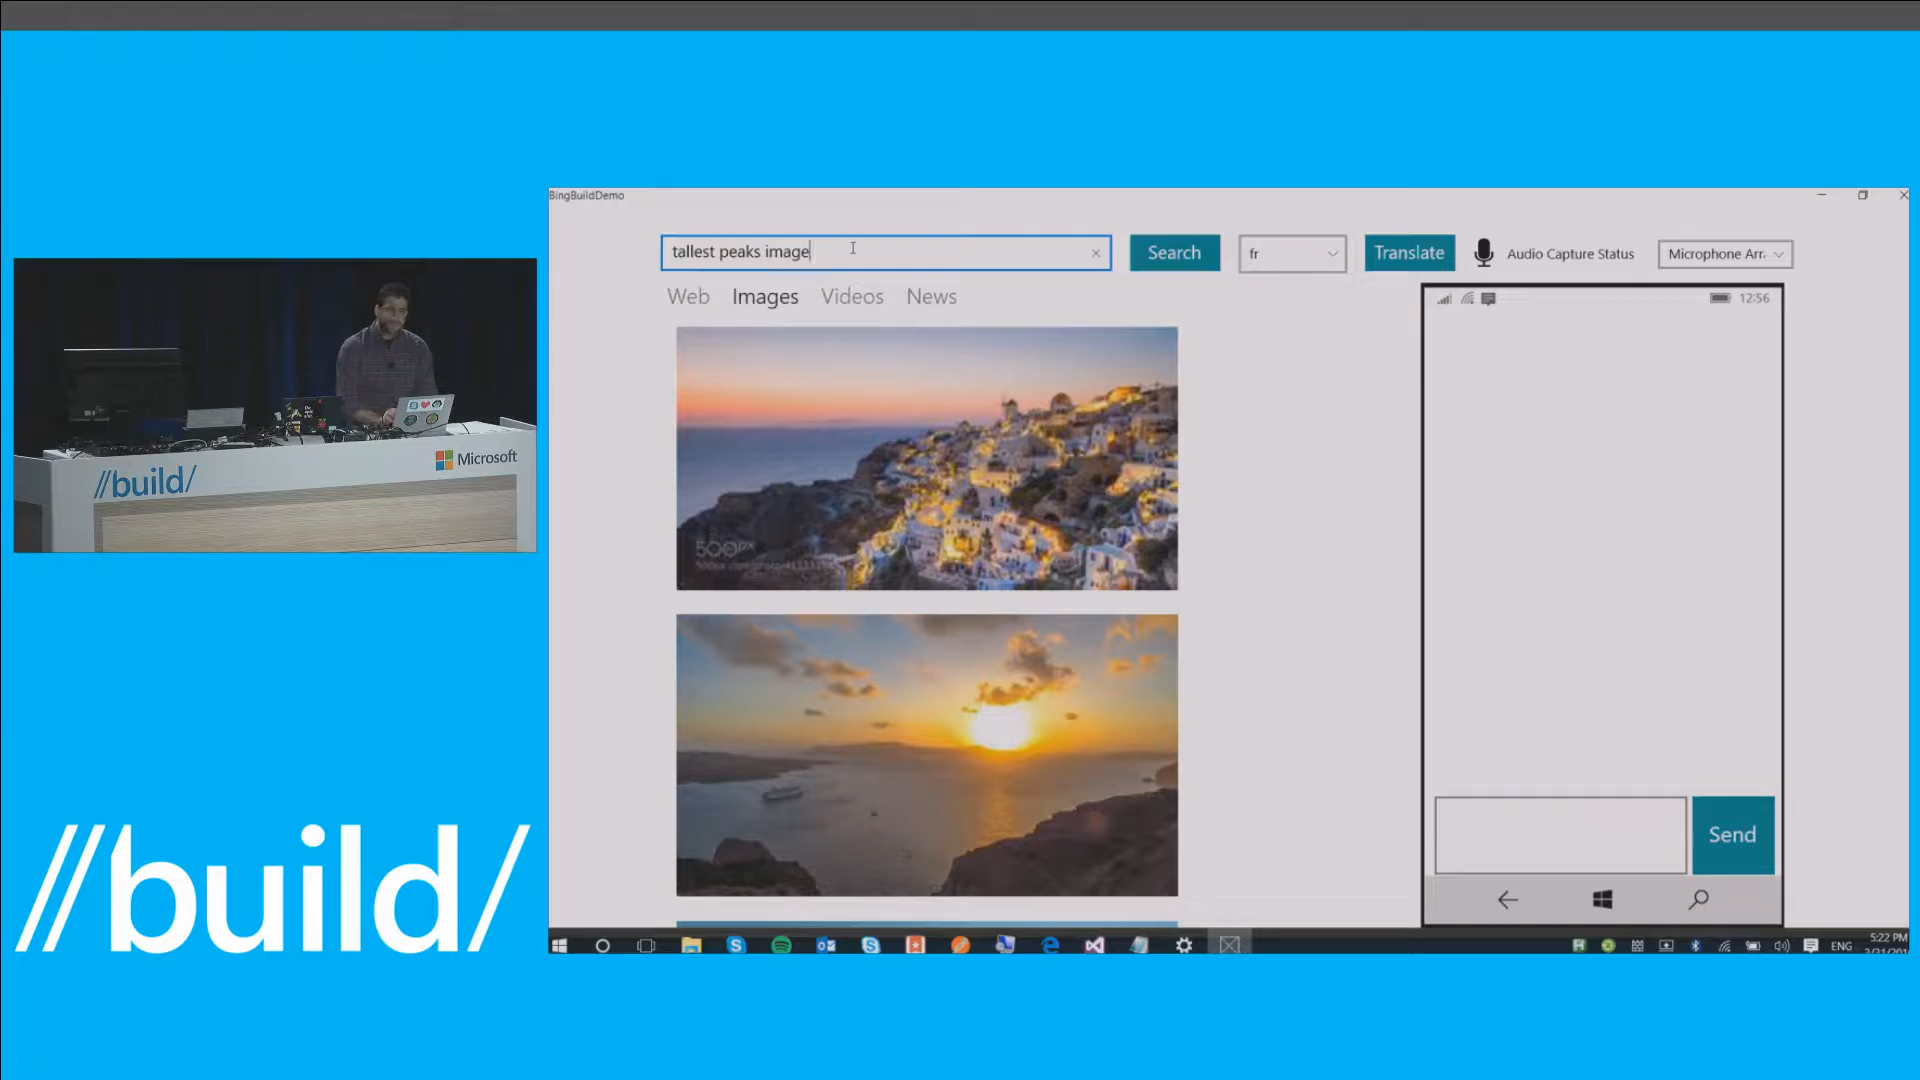 BingBuildDemo
tallest peaks image
Search
fr
Translate
Audio Capture Status
Microphone Arr.
Web Images Videos News
12:56
500px
Send
//build/
Microsoft
//build/
ENG
5:22 PM